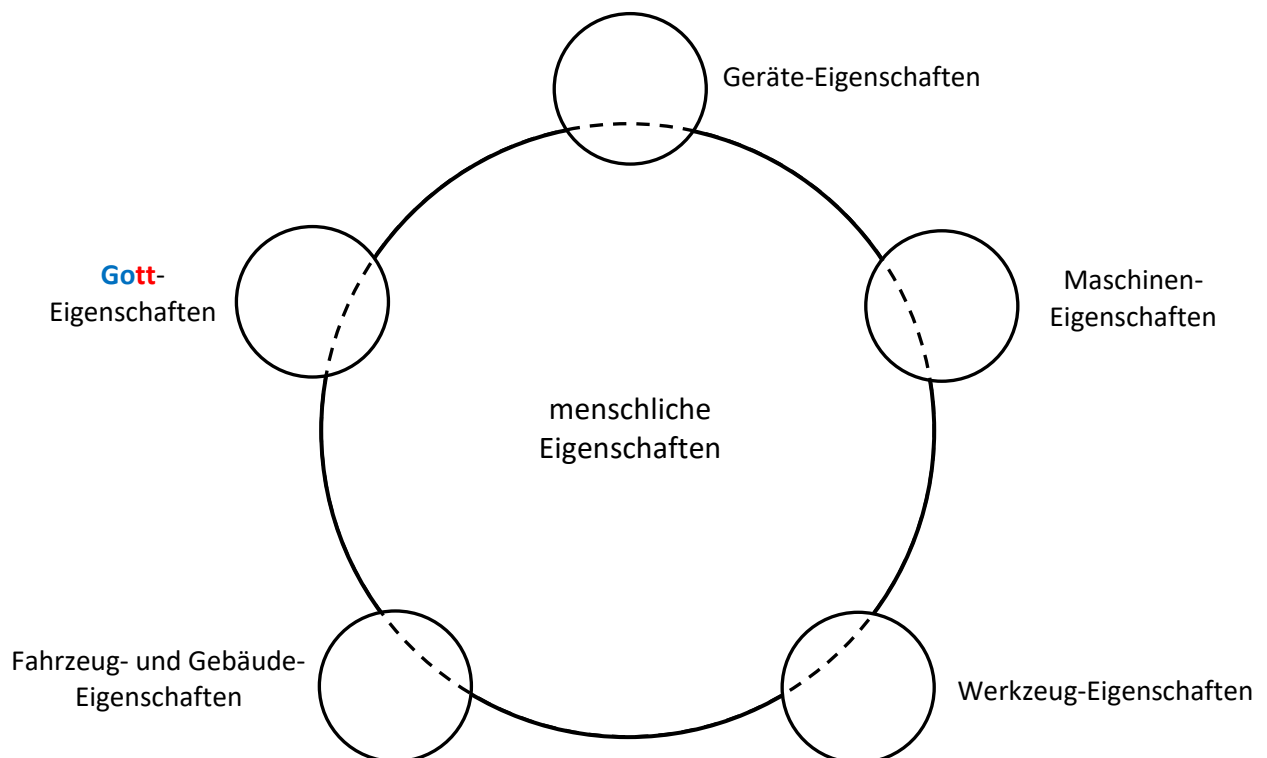 Geräte-Eigenschaften
Gott-
Eigenschaften
Maschinen-
Eigenschaften
menschliche
Eigenschaften
Fahrzeug- und Gebäude-
Eigenschaften
Werkzeug-Eigenschaften